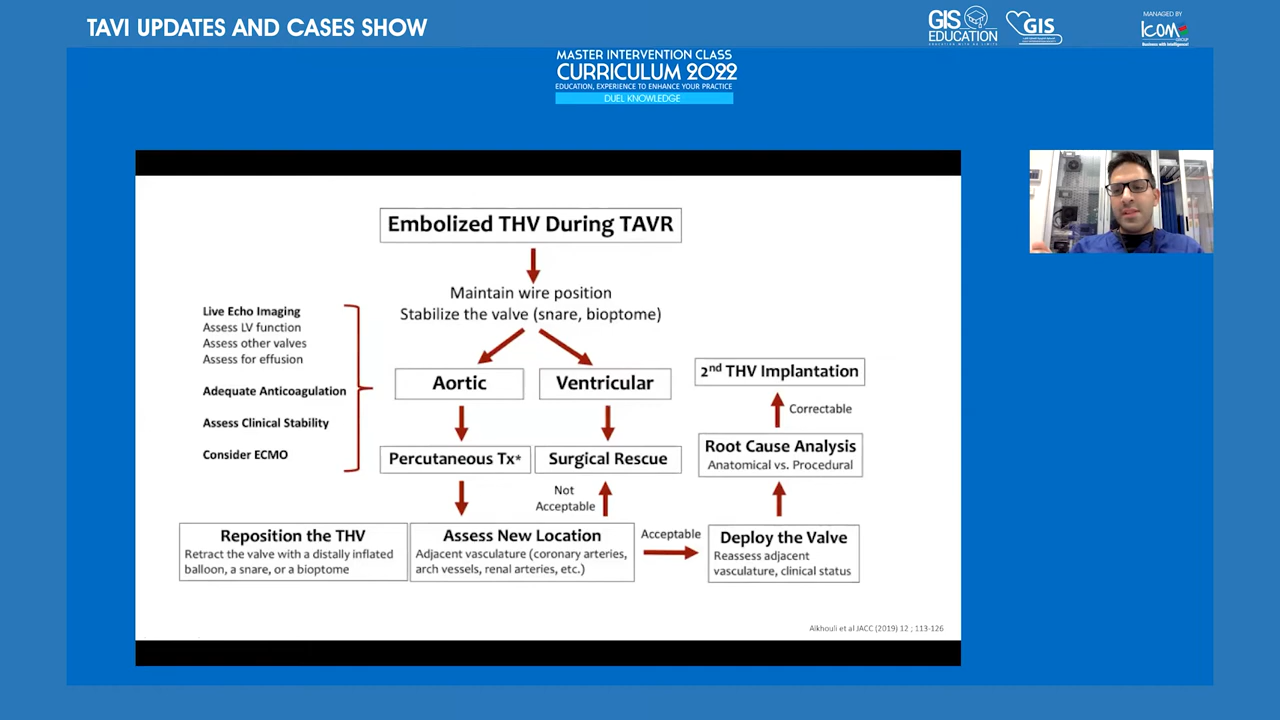 TAVI UPDATES AND CASES SHOW
GIS
EDUCATION
GIS
MANAGED BY
ICOM
GROUP
Business with Intelligence!
MASTER INTERVENTION CLASS
CURRICULUM 2022
EDUCATION, EXPERIENCE TO ENHANCE YOUR PRACTICE
DUEL KNOWLEDGE
Embolized THV During TAVR
Maintain wire position
Stabilize the valve (snare, bioptome)
Live Echo Imaging
Assess LV function
Assess other valves
Assess for effusion
Adequate Anticoagulation
Assess Clinical Stability
Consider ECMO
Aortic
Ventricular
Percutaneous Tx*
Surgical Rescue
Not
Acceptable
Reposition the THV
Retract the valve with a distally inflated
balloon, a snare, or a bioptome
Assess New Location
Adjacent vasculature (coronary arteries,
arch vessels, renal arteries, etc.)
Acceptable
Deploy the Valve
Reassess adjacent
vasculature, clinical status
Root Cause Analysis
Anatomical vs. Procedural
Correctable
2nd THV Implantation
Alkhouli et al JACC (2019) 12 ; 113-126